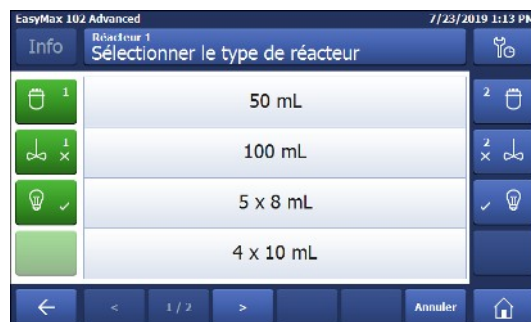 EasyMax 102 Advanced 7/23/2019 1:13 PM
Info
Réacteur 1
Sélectionner le type de réacteur
1 50 mL 2
1 100 mL 2
5 x 8 mL
4 x 10 mL
< 1 / 2 > Annuler